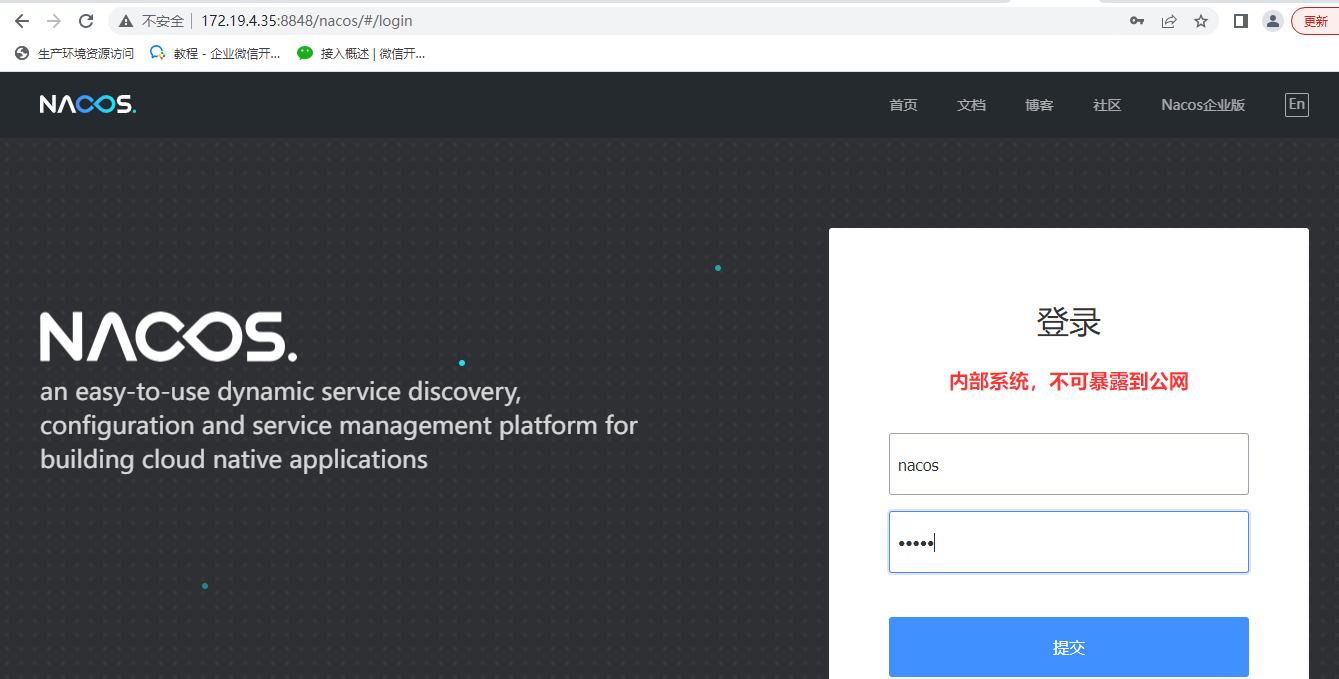 不安全 172.19.4.35:8848/nacos/#/login 更新
生产环境资源访问 教程 - 企业微信开... 接入概述 | 微信开...
NACOS. 首页 文档 博客 社区 Nacos企业版 En
NACOS.
an easy-to-use dynamic service discovery,
configuration and service management platform for
building cloud native applications
登录
内部系统，不可暴露到公网
nacos
•••••
提交